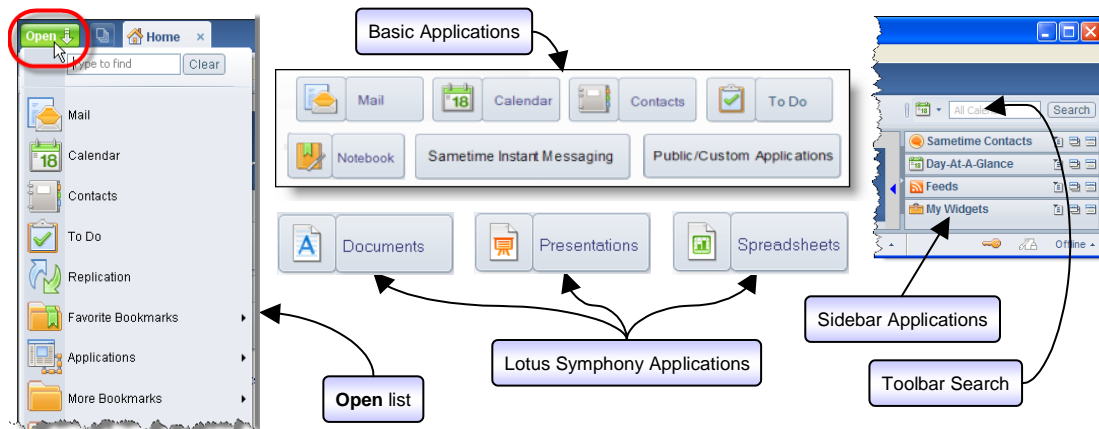 Open
Home
×
Type to find
Clear
Mail
Calendar
Contacts
To Do
Replication
Favorite Bookmarks
Applications
More Bookmarks
Basic Applications
Mail
18
Calendar
Contacts
To Do
Notebook
Sametime Instant Messaging
Public/Custom Applications
Documents
Presentations
Spreadsheets
Lotus Symphony Applications
Open list
18
All Cale
Search
Sametime Contacts
Day-At-A-Glance
Feeds
My Widgets
Offline
Sidebar Applications
Toolbar Search